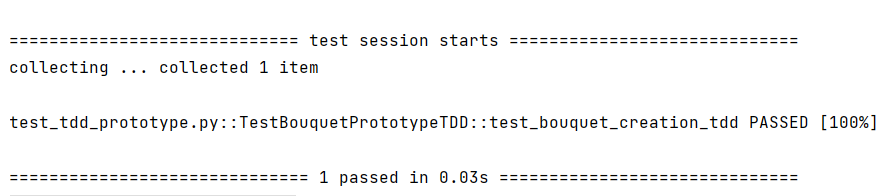 ============================= test session starts =============================
collecting ... collected 1 item
test_tdd_prototype.py::TestBouquetPrototypeTDD::test_bouquet_creation_tdd PASSED [100%]
============================== 1 passed in 0.03s ==============================